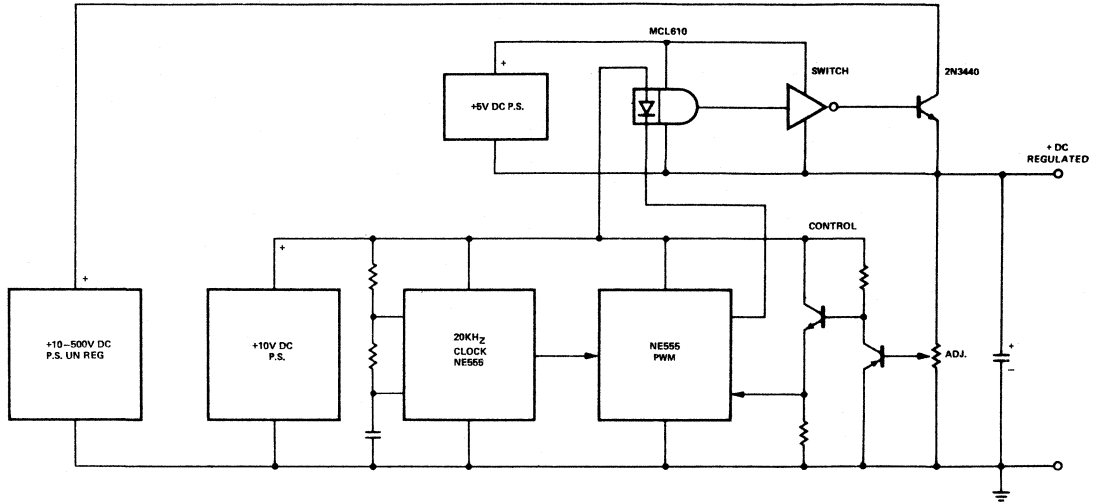 MCL610
+
+5V DC P.S.
SWITCH
2N3440
+ DC
REGULATED
CONTROL
+
+10–500V DC
P.S. UN REG
+
+10V DC
P.S.
20KHZ
CLOCK
NE555
NE555
PWM
ADJ.
+
–